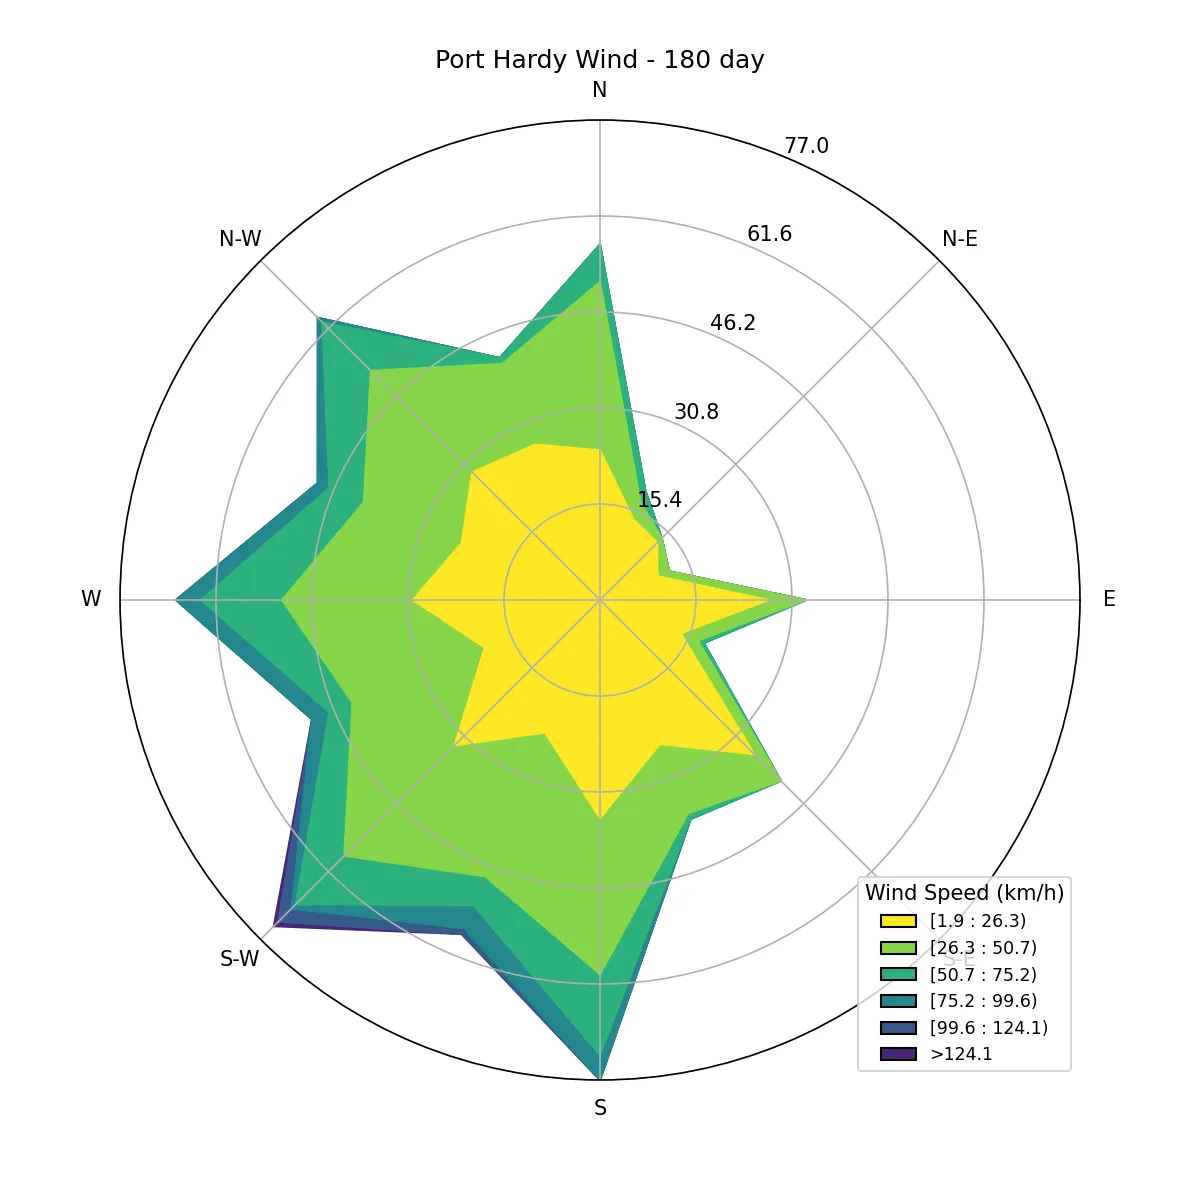 Port Hardy Wind - 180 day
N
77.0
61.6
N-W
N-E
46.2
30.8
15.4
W
E
Wind Speed (km/h)
[1.9 : 26.3)
[26.3 : 50.7)
S-W
S-E
[50.7 : 75.2)
[75.2 : 99.6)
[99.6 : 124.1)
>124.1
S